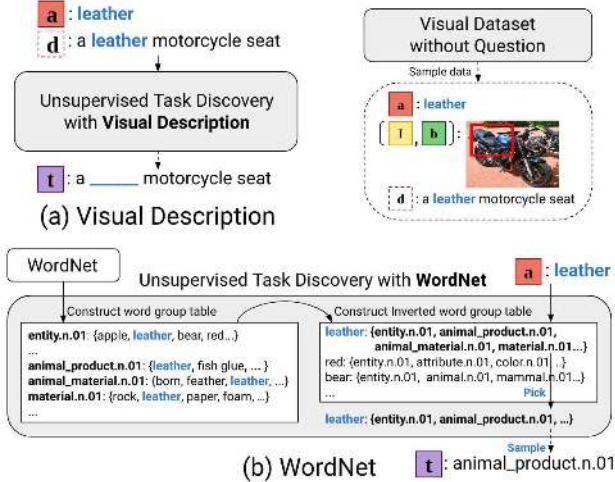 a : leather
d : a leather motorcycle seat
Unsupervised Task Discovery
with Visual Description
t : a ______ motorcycle seat
(a) Visual Description
Visual Dataset
without Question
Sample data
a : leather
( I , b ) :
d : a leather motorcycle seat
WordNet
Unsupervised Task Discovery with WordNet
a : leather
Construct word group table
entity.n.01: {apple, leather, bear, red...}
...
animal_product.n.01: {leather, fish glue, ... }
animal_material.n.01: {born, feather, leather, ...}
material.n.01: {rock, leather, paper, foam, ...}
...
Construct Inverted word group table
leather: {entity.n.01, animal_product.n.01,
animal_material.n.01, material.n.01...}
red: {entity.n.01, attribute.n.01, color.n.01, ..}
bear: {entity.n.01, animal.n.01, mammal.n.01...}
...
Pick
leather: {entity.n.01, animal_product.n.01, ...}
Sample
(b) WordNet
t : animal_product.n.01